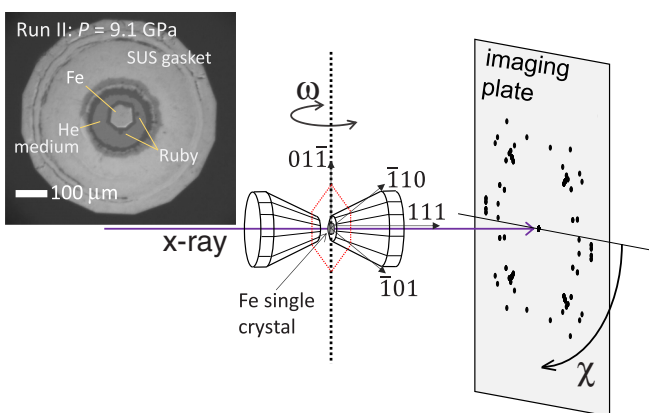 Run II: P = 9.1 GPa
SUS gasket
Fe
He
medium
Ruby
100 μm
ω
011̅
1̅10
111
1̅01
x-ray
Fe single
crystal
imaging
plate
χ